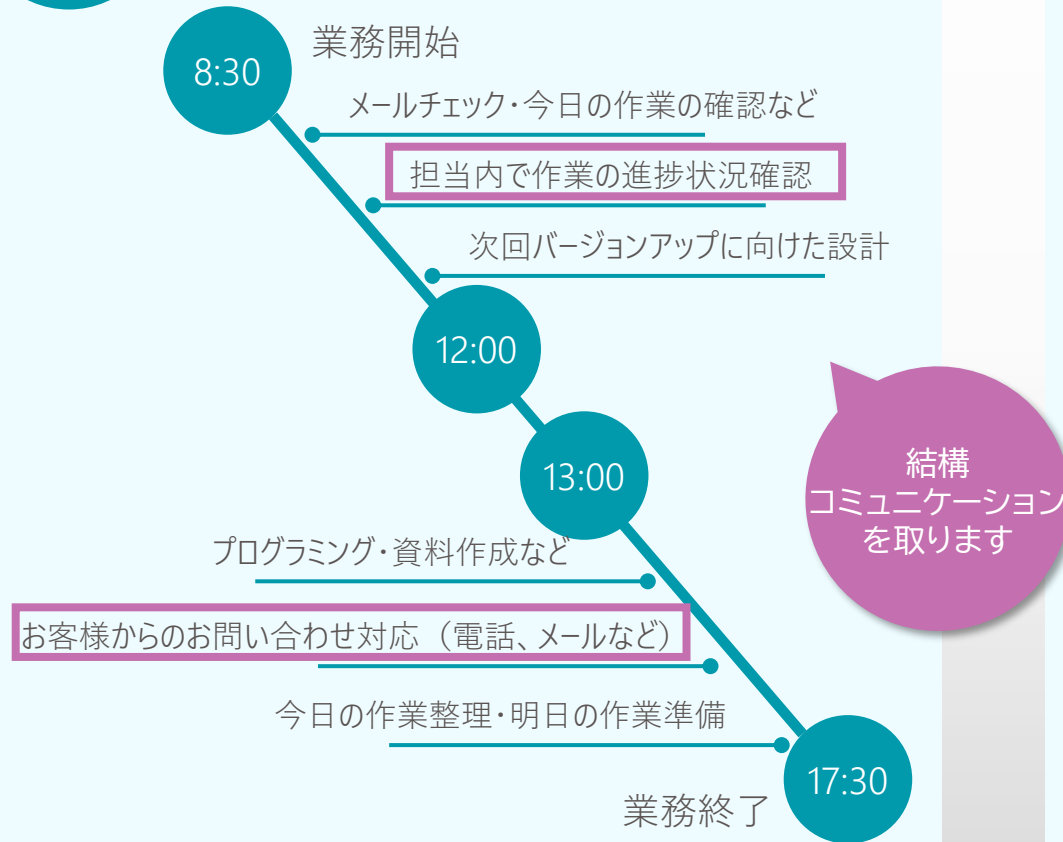 8:30
業務開始
メールチェック・今日の作業の確認など
担当内で作業の進捗状況確認
次回バージョンアップに向けた設計
12:00
13:00
結構
コミュニケーション
を取ります
プログラミング・資料作成など
お客様からのお問い合わせ対応（電話、メールなど）
今日の作業整理・明日の作業準備
17:30
業務終了